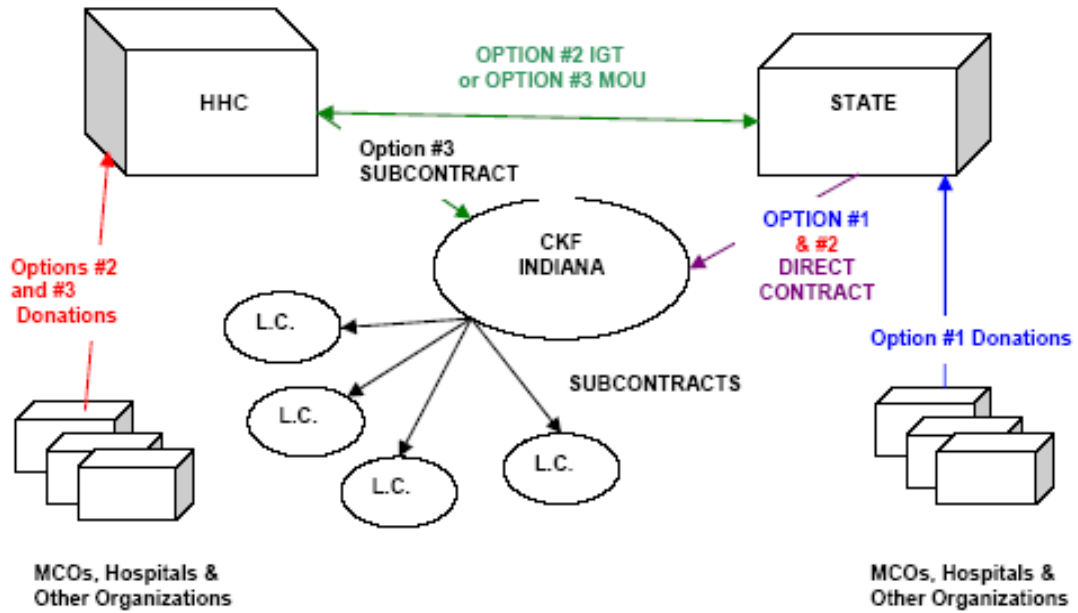 OPTION #2 IGT
or OPTION #3 MOU
HHC
STATE
Option #3
SUBCONTRACT
CKF
INDIANA
OPTION #1
& #2
DIRECT
CONTRACT
Options #2
and #3
Donations
L.C.
Option #1 Donations
SUBCONTRACTS
L.C.
L.C.
L.C.
MCOs, Hospitals &
Other Organizations
MCOs, Hospitals &
Other Organizations